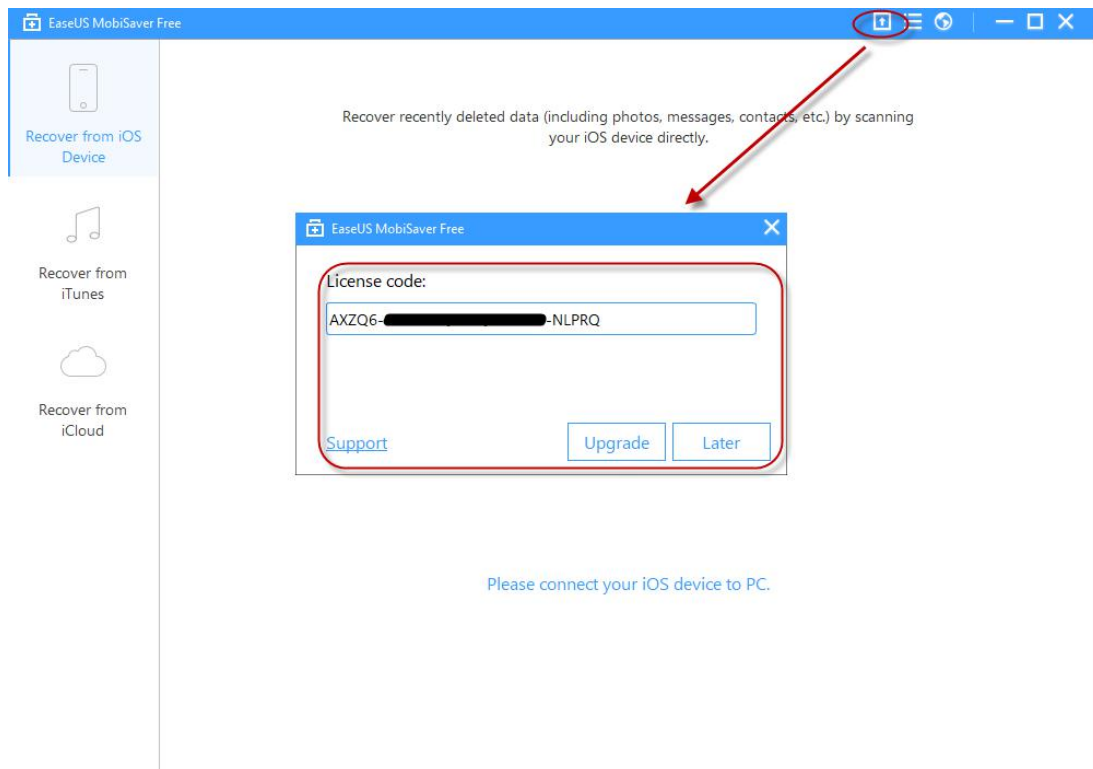 EaseUS MobiSaver Free
Recover from iOS
Device
Recover from
iTunes
Recover from
iCloud
Recover recently deleted data (including photos, messages, contacts, etc.) by scanning
your iOS device directly.
EaseUS MobiSaver Free
License code:
AXZQ6- -NLPRQ
Support
Upgrade
Later
Please connect your iOS device to PC.